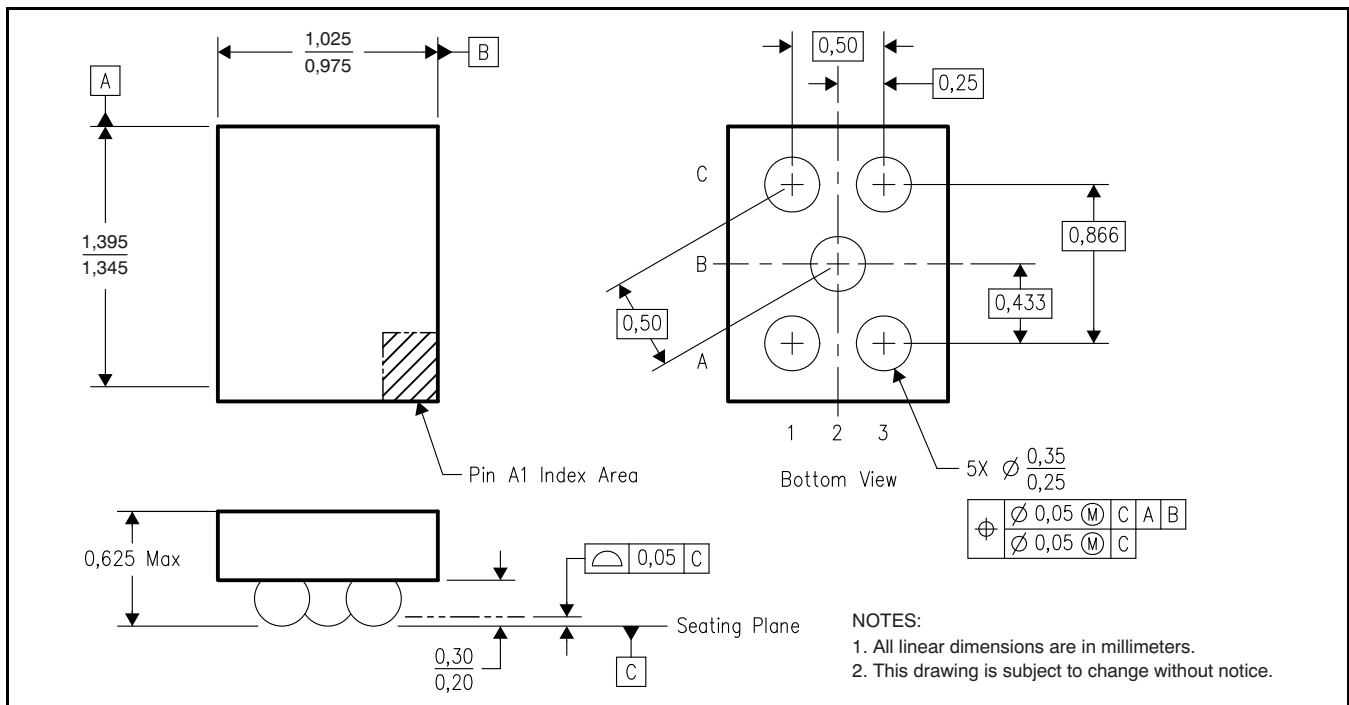 1,025
0,975
B
A
1,395
1,345
Pin A1 Index Area
0,50
0,25
C
B
A
0,866
0,433
0,50
1 2 3
Bottom View
5X Ø 0,35
0,25
⌖ Ø 0,05 Ⓜ C A B
Ø 0,05 Ⓜ C
0,625 Max
⌓ 0,05 C
Seating Plane
0,30
0,20
C
NOTES:
1. All linear dimensions are in millimeters.
2. This drawing is subject to change without notice.